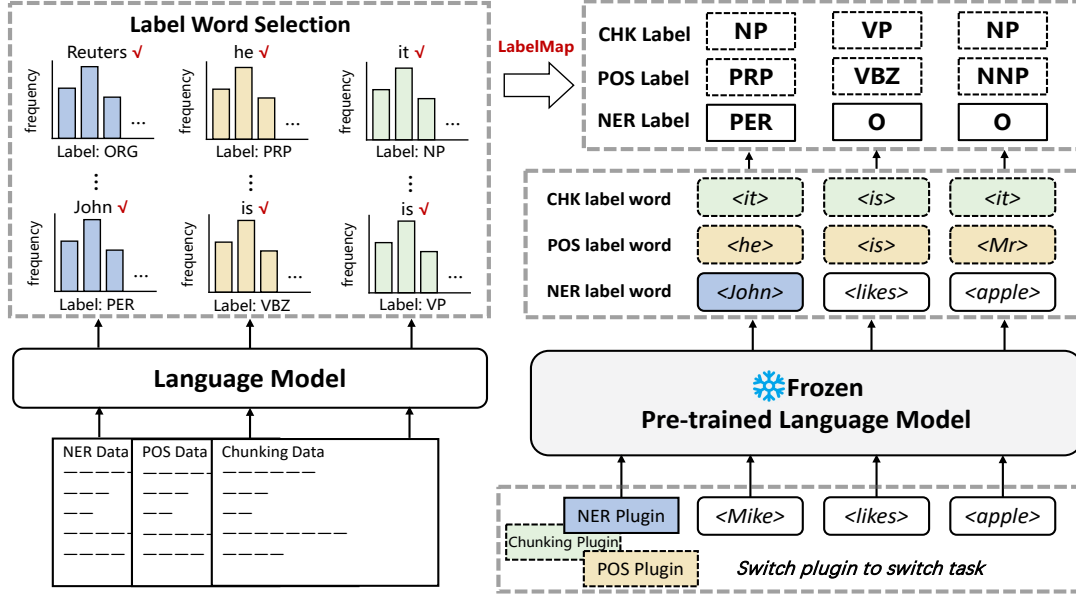 Label Word Selection
Reuters √
he √
it √
frequency
frequency
frequency
...
...
...
Label: ORG
Label: PRP
Label: NP
⋮
⋮
⋮
John √
is √
is √
frequency
frequency
frequency
...
...
...
Label: PER
Label: VBZ
Label: VP
Language Model
NER Data
POS Data
Chunking Data
LabelMap
CHK Label NP VP NP
POS Label PRP VBZ NNP
NER Label PER O O
CHK label word <it> <is> <it>
POS label word <he> <is> <Mr>
NER label word <John> <likes> <apple>
Frozen
Pre-trained Language Model
NER Plugin <Mike> <likes> <apple>
Chunking Plugin
POS Plugin
Switch plugin to switch task